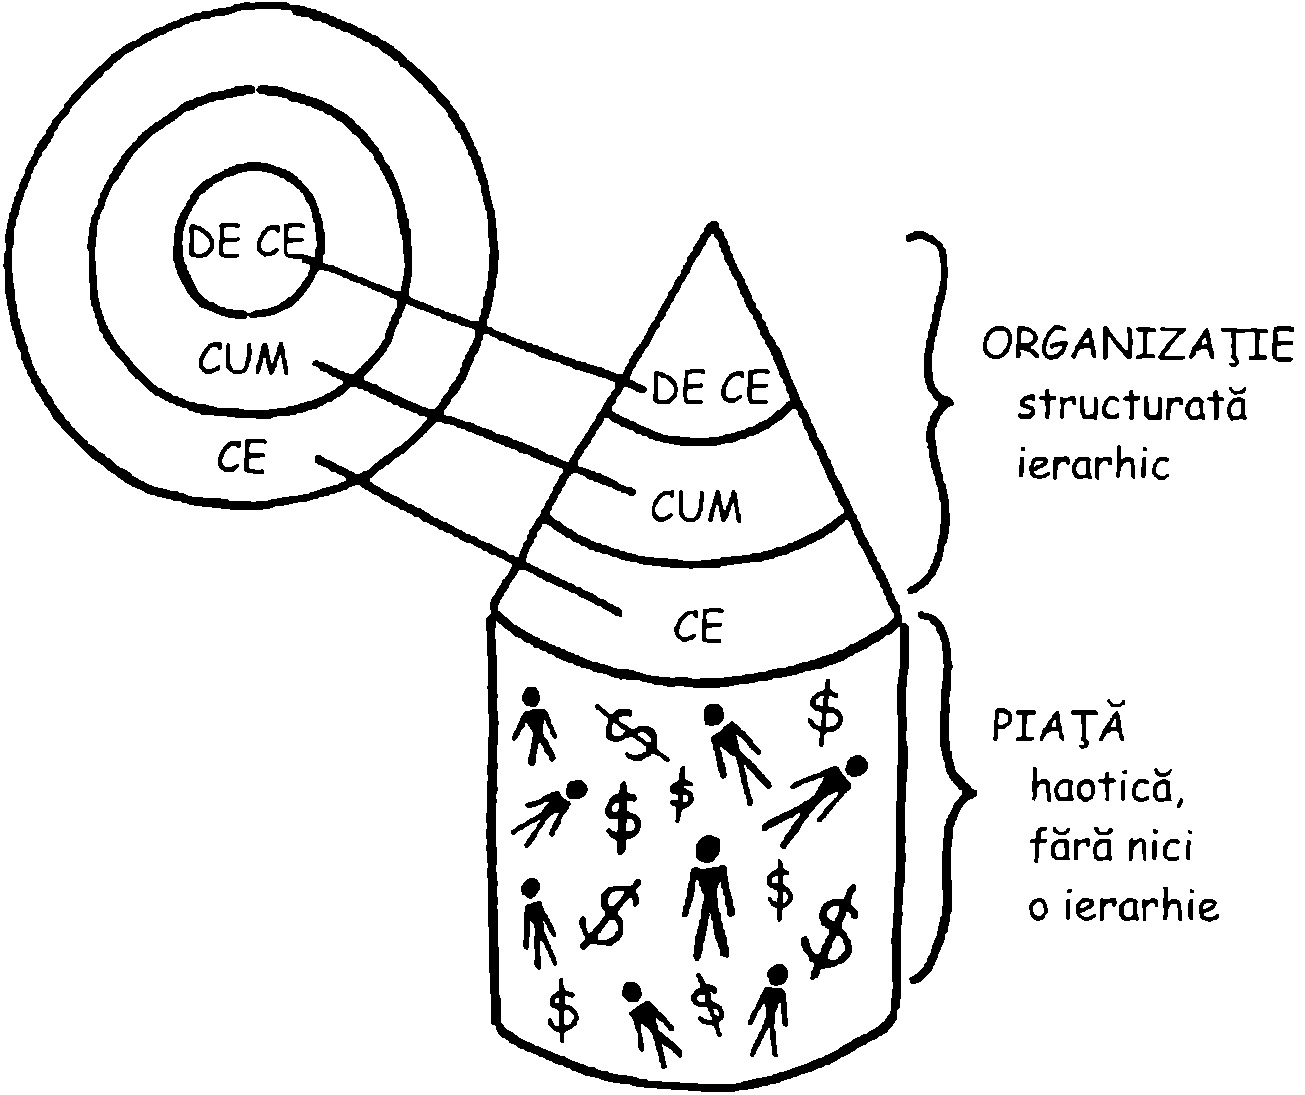 DE CE
CUM
CE
DE CE
CUM
CE
ORGANIZAŢIE
structurată
ierarhic
PIAŢĂ
haotică,
fără nici
o ierarhie
$
$
$
$
$
$
$
$
$